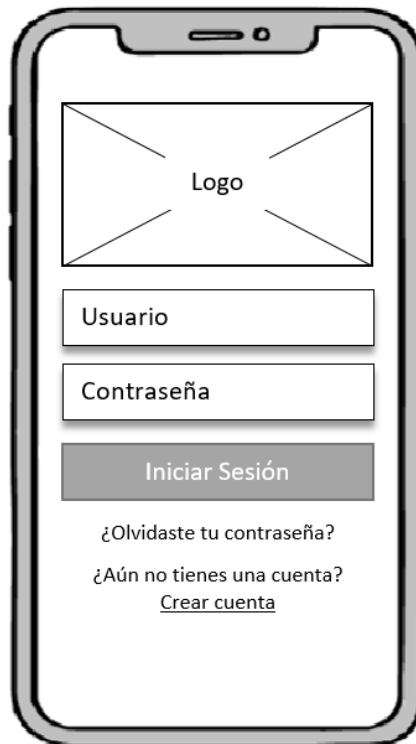 Logo
Usuario
Contraseña
Iniciar Sesión
¿Olvidaste tu contraseña?
¿Aún no tienes una cuenta?
Crear cuenta